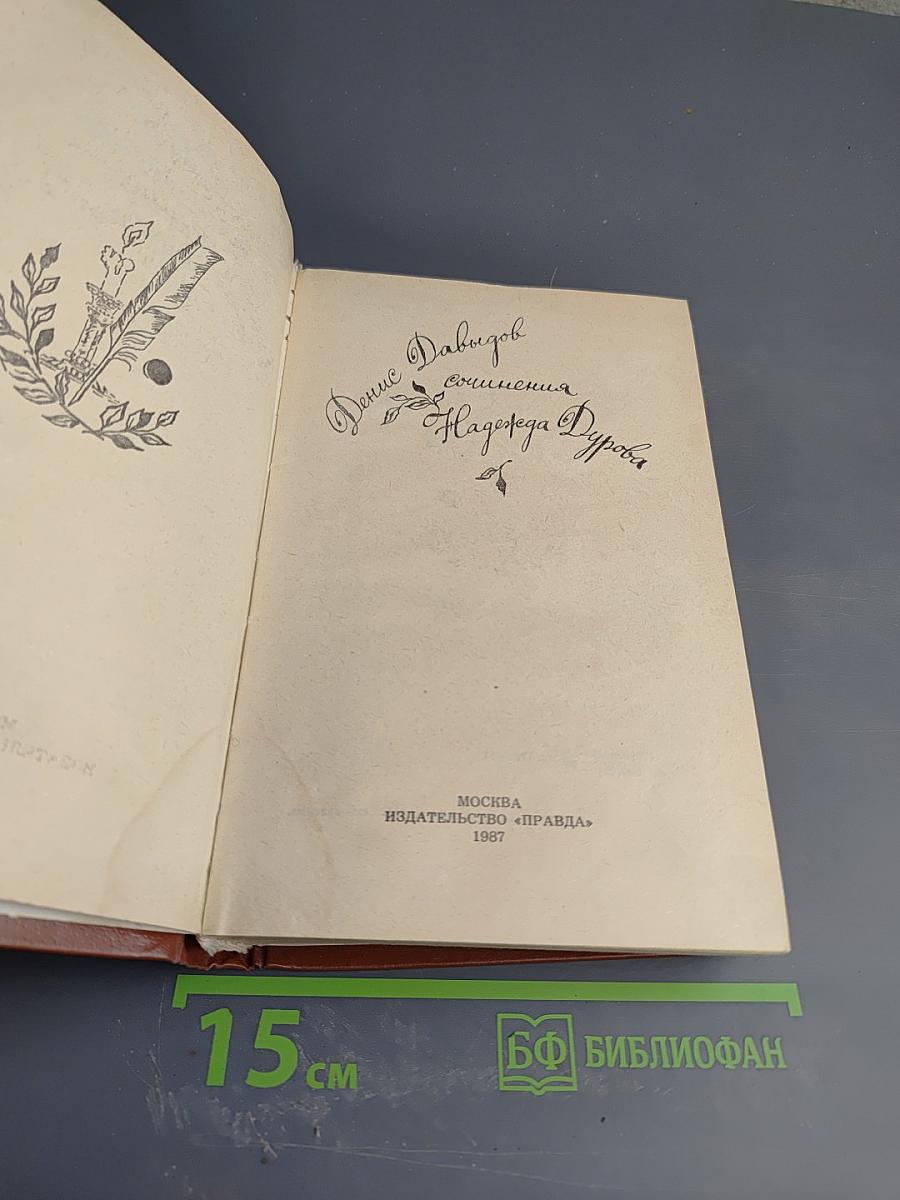 Денис Давыдов
сочинения
Надежда Дурова
МОСКВА
ИЗДАТЕЛЬСТВО «ПРАВДА»
1987
15 см
БФ БИБЛИОФАН